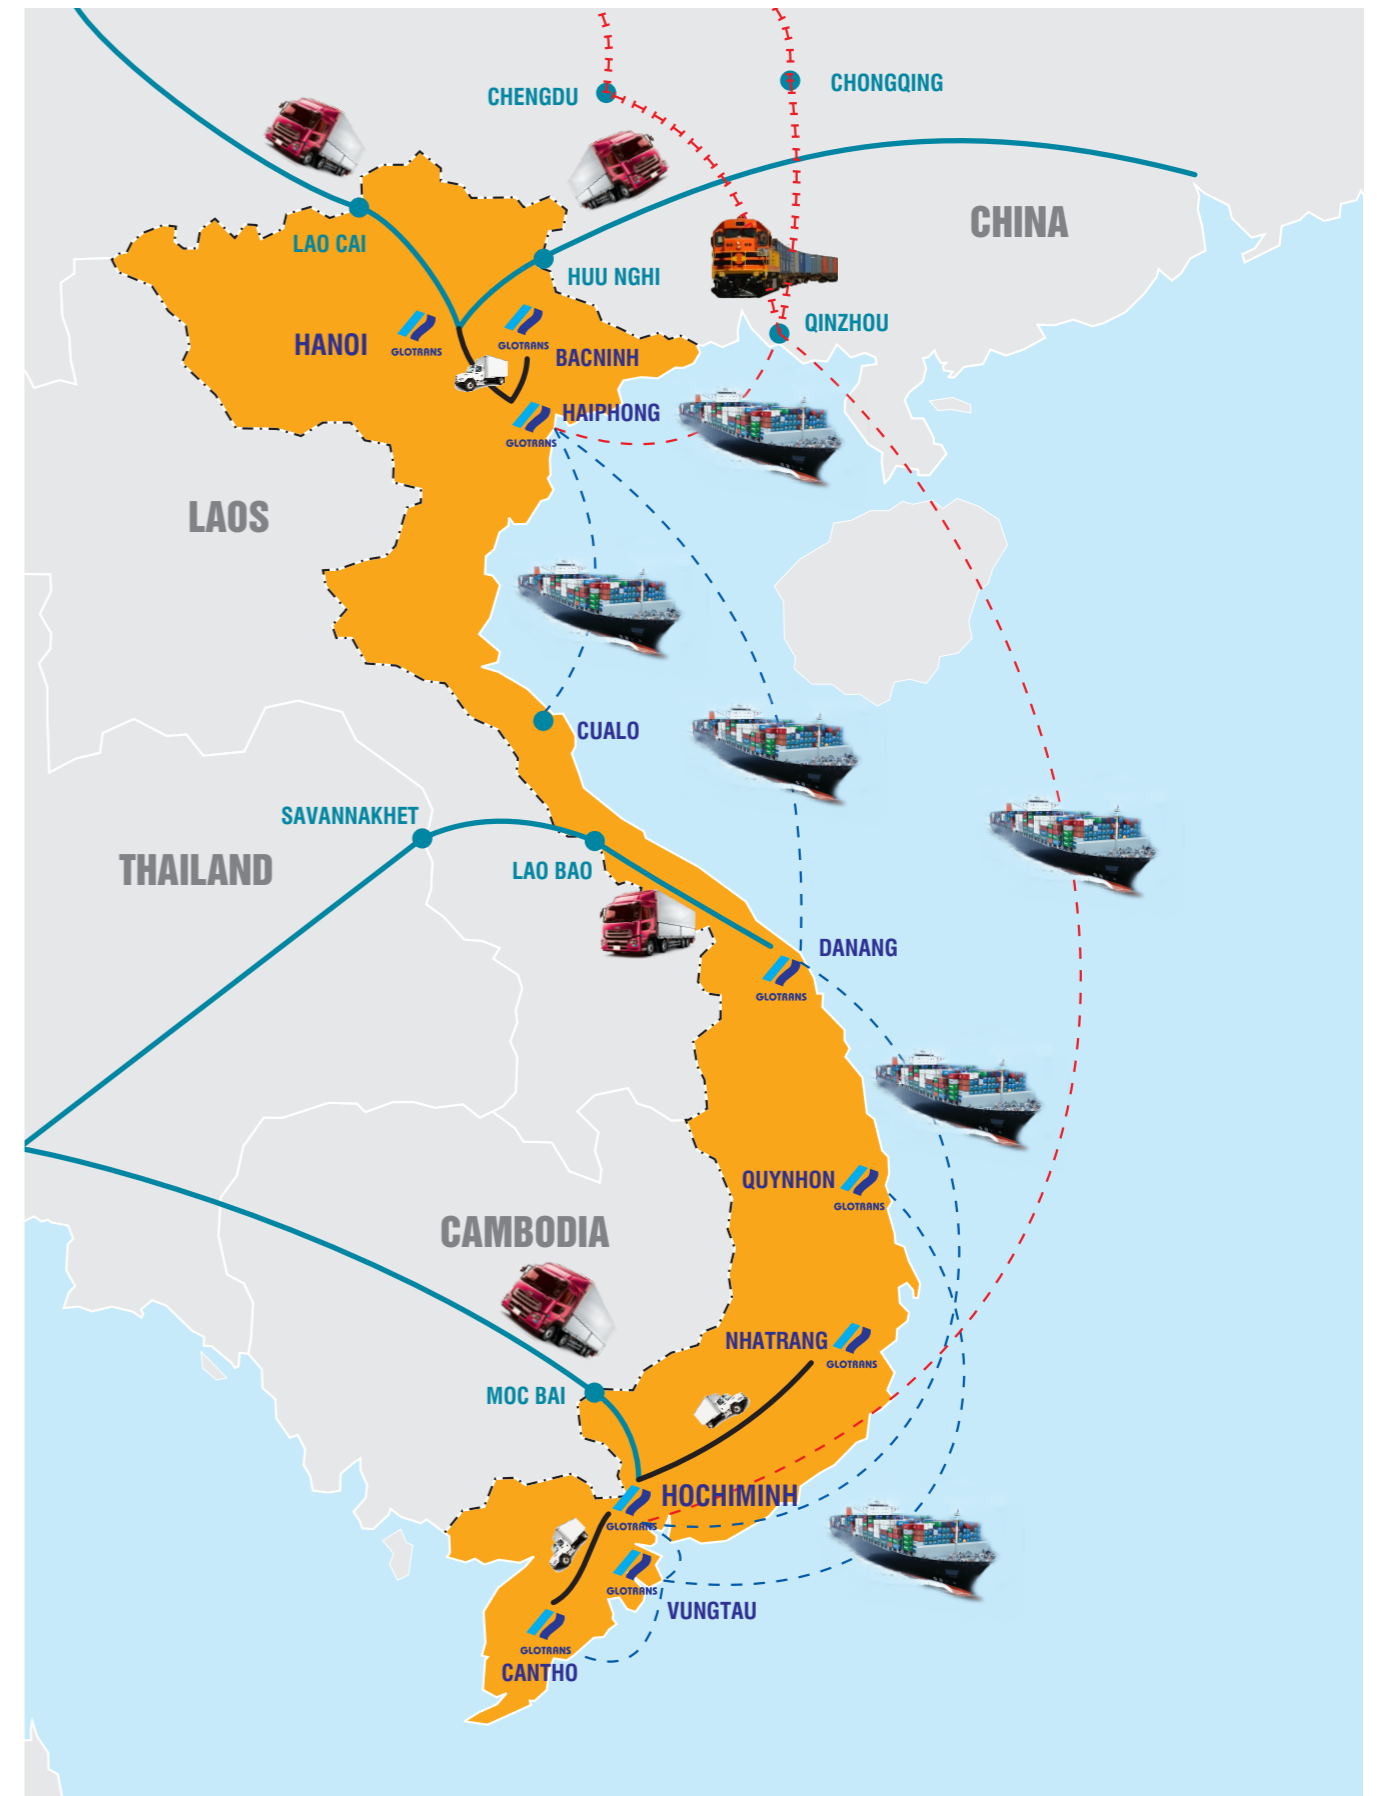 CHENGDU
CHONGQING
CHINA
LAO CAI
HUU NGHI
QINZHOU
HANOI
GLOTRANS
GLOTRANS
BACNINH
HAIPHONG
GLOTRANS
LAOS
CUALO
SAVANNAKHET
THAILAND
LAO BAO
DANANG
GLOTRANS
QUYNHON
GLOTRANS
CAMBODIA
NHATRANG
GLOTRANS
MOC BAI
HOCHIMINH
GLOTRANS
GLOTRANS
VUNGTAU
GLOTRANS
CANTHO